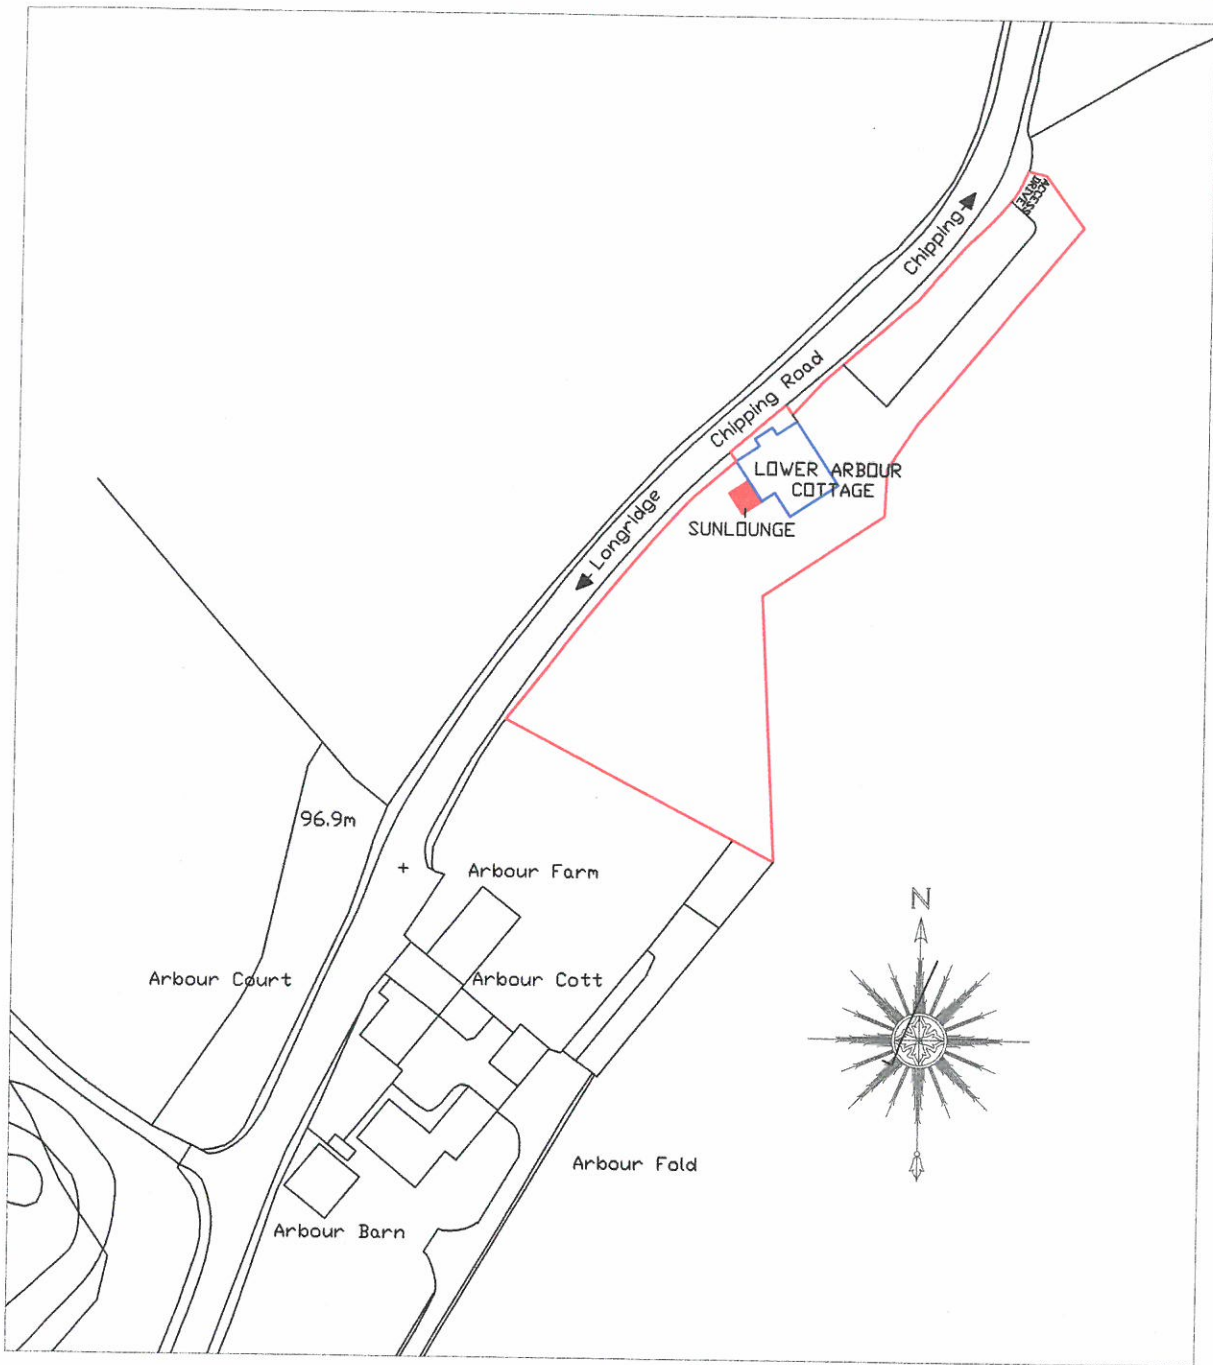 ACCESS
DRIVE
Chipping
Chipping Road
LOWER ARBOUR
COTTAGE
SUNLOUNGE
Longridge
96.9m
Arbour Farm
Arbour Court
Arbour Cott
N
Arbour Fold
Arbour Barn